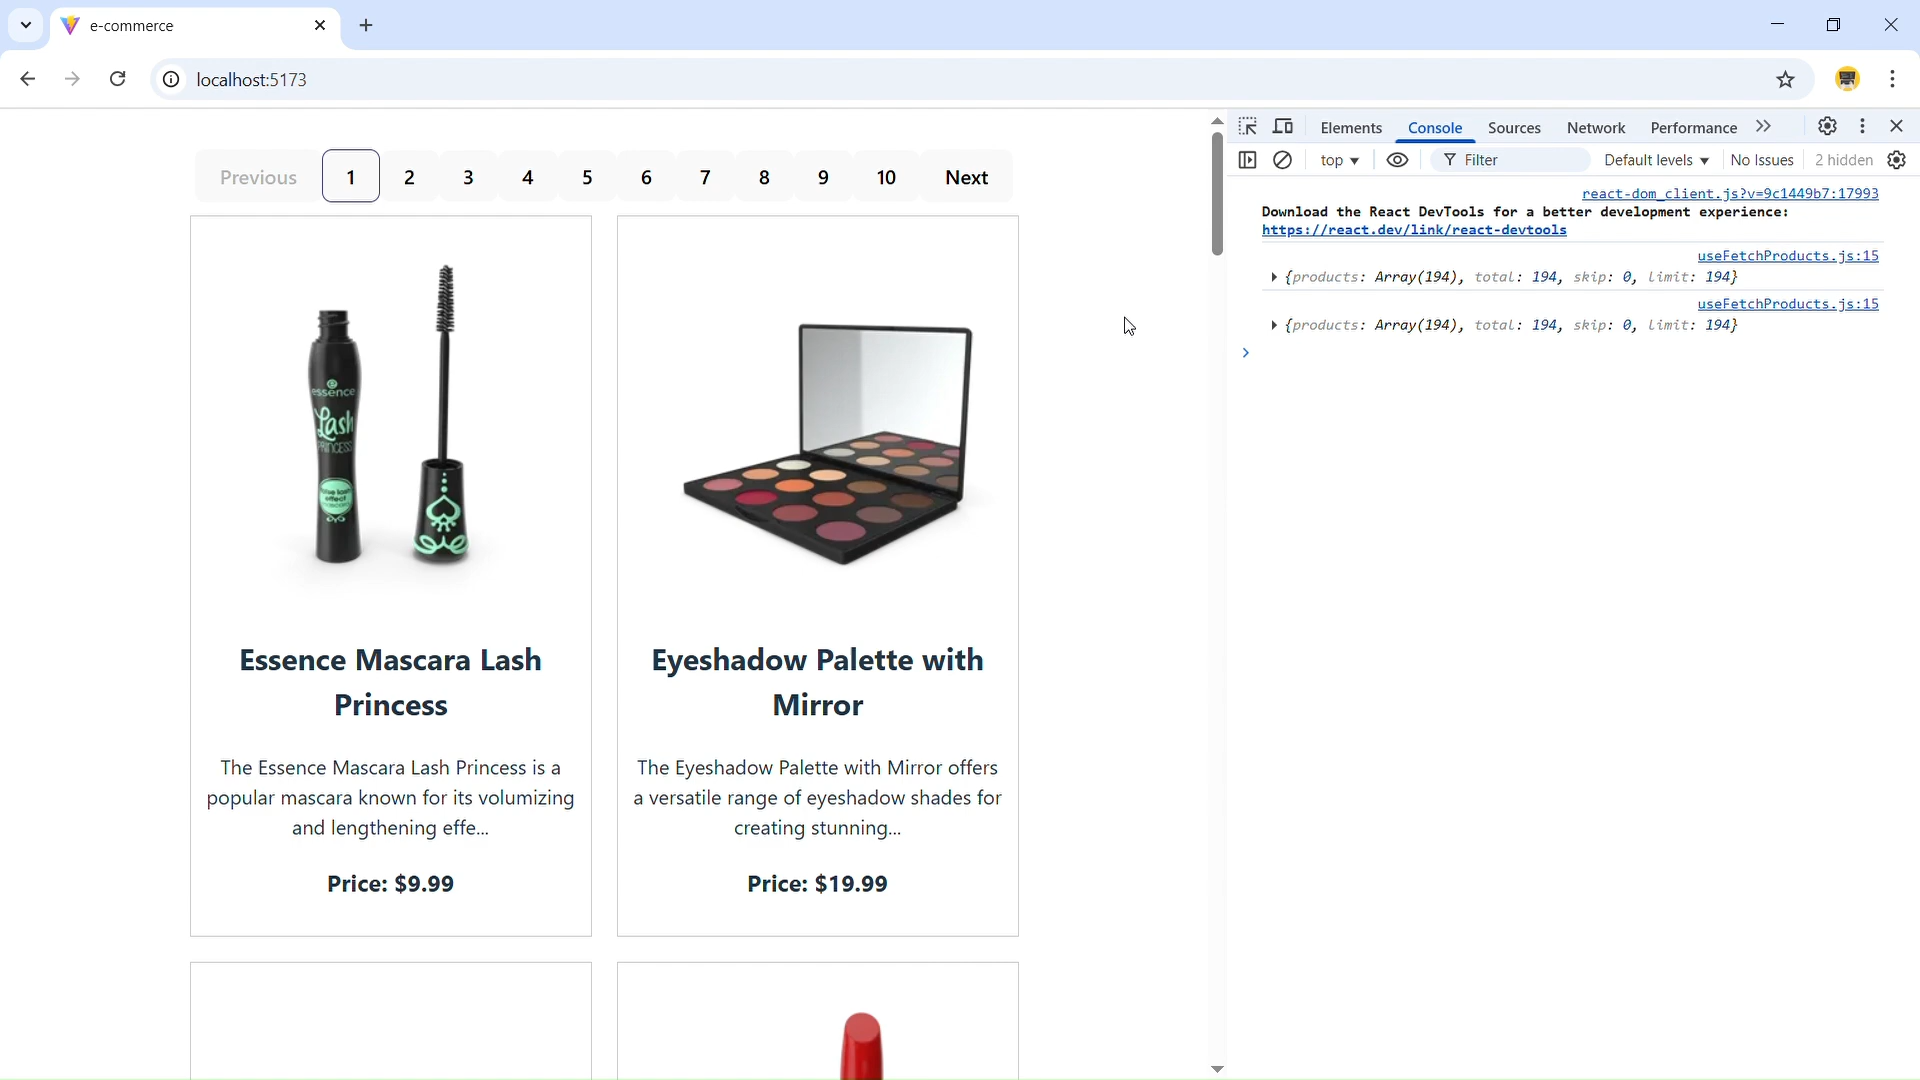 e-commerce
localhost:5173
Previous 1 2 3 4 5 6 7 8 9 10 Next
essence
Lash
PRINCESS
effect
Essence Mascara Lash
Princess
The Essence Mascara Lash Princess is a
popular mascara known for its volumizing
and lengthening effe...
Price: $9.99
Eyeshadow Palette with
Mirror
The Eyeshadow Palette with Mirror offers
a versatile range of eyeshadow shades for
creating stunning...
Price: $19.99
Elements Console Sources Network Performance
top Filter Default levels No Issues 2 hidden
react-dom_client.js?v=9c1449b7:17993
Download the React DevTools for a better development experience:
https://react.dev/link/react-devtools
useFetchProducts.js:15
{products: Array(194), total: 194, skip: 0, limit: 194}
useFetchProducts.js:15
{products: Array(194), total: 194, skip: 0, limit: 194}